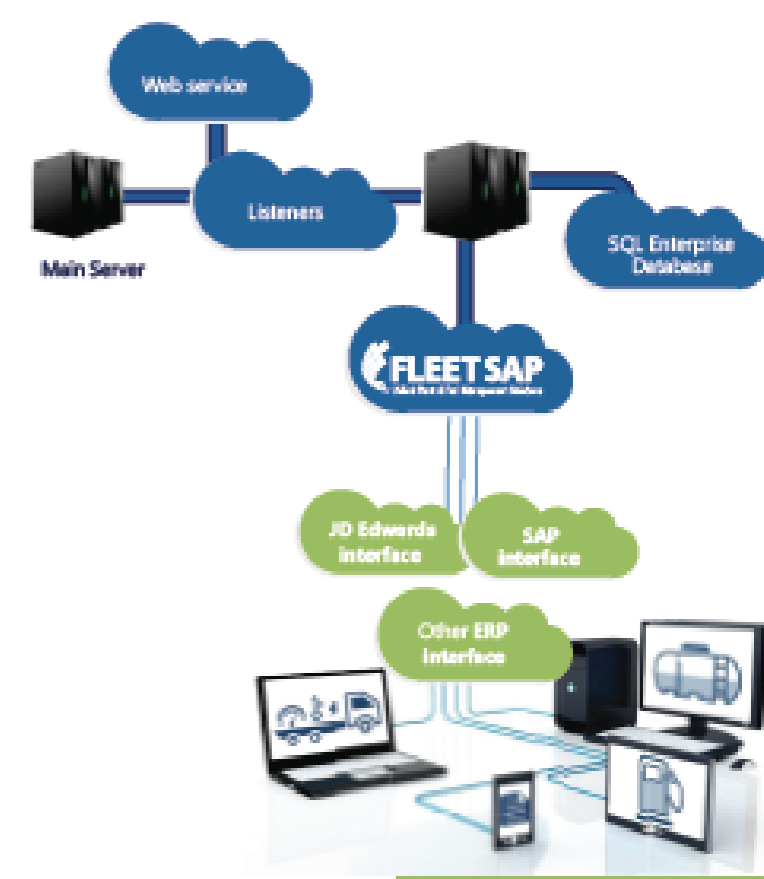 Web service
Listeners
Main Server
SQL Enterprise
Database
FLEET SAP
JD Edwards
interface
SAP
interface
Other ERP
interface